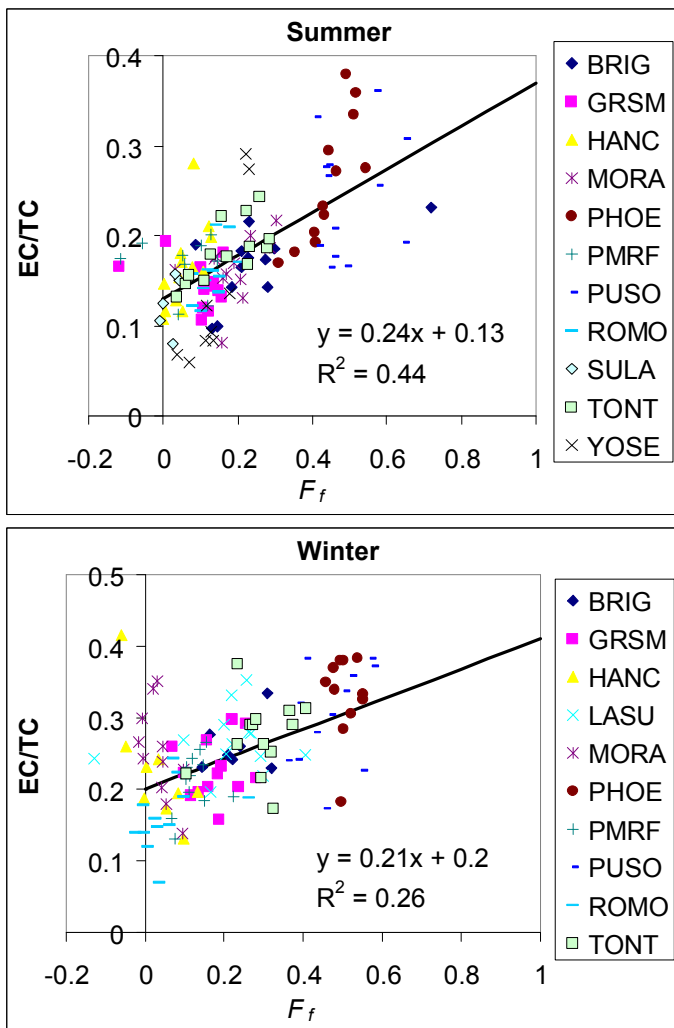 Summer
0.4
0.3
0.2
0.1
0
EC/TC
y = 0.24x + 0.13
R² = 0.44
-0.2 0 0.2 0.4 0.6 0.8 1
F_f
BRIG
GRSM
HANC
MORA
PHOE
PMRF
PUSO
ROMO
SULA
TONT
YOSE
Winter
0.5
0.4
0.3
0.2
0.1
0
EC/TC
y = 0.21x + 0.2
R² = 0.26
-0.2 0 0.2 0.4 0.6 0.8 1
F_f
BRIG
GRSM
HANC
LASU
MORA
PHOE
PMRF
PUSO
ROMO
TONT